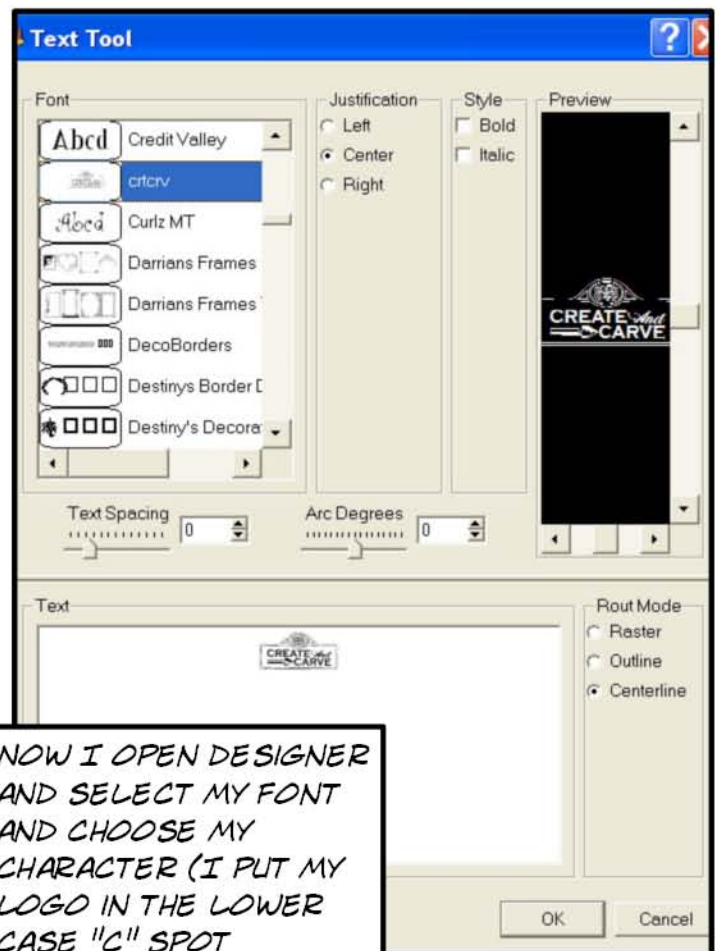 Text Tool
?
Font
Justification
Style
Preview
Abcd Credit Valley
crtcrv
Abcd Curlz MT
Darrians Frames
Darrians Frames
DecoBorders
Destinys Border D
Destiny's Decora
Left
Center
Right
Bold
Italic
CREATE And
CARVE
Text Spacing 0
Arc Degrees 0
Text
CREATE And
CARVE
Rout Mode
Raster
Outline
Centerline
NOW I OPEN DESIGNER
AND SELECT MY FONT
AND CHOOSE MY
CHARACTER (I PUT MY
LOGO IN THE LOWER
CASE "C" SPOT
OK
Cancel